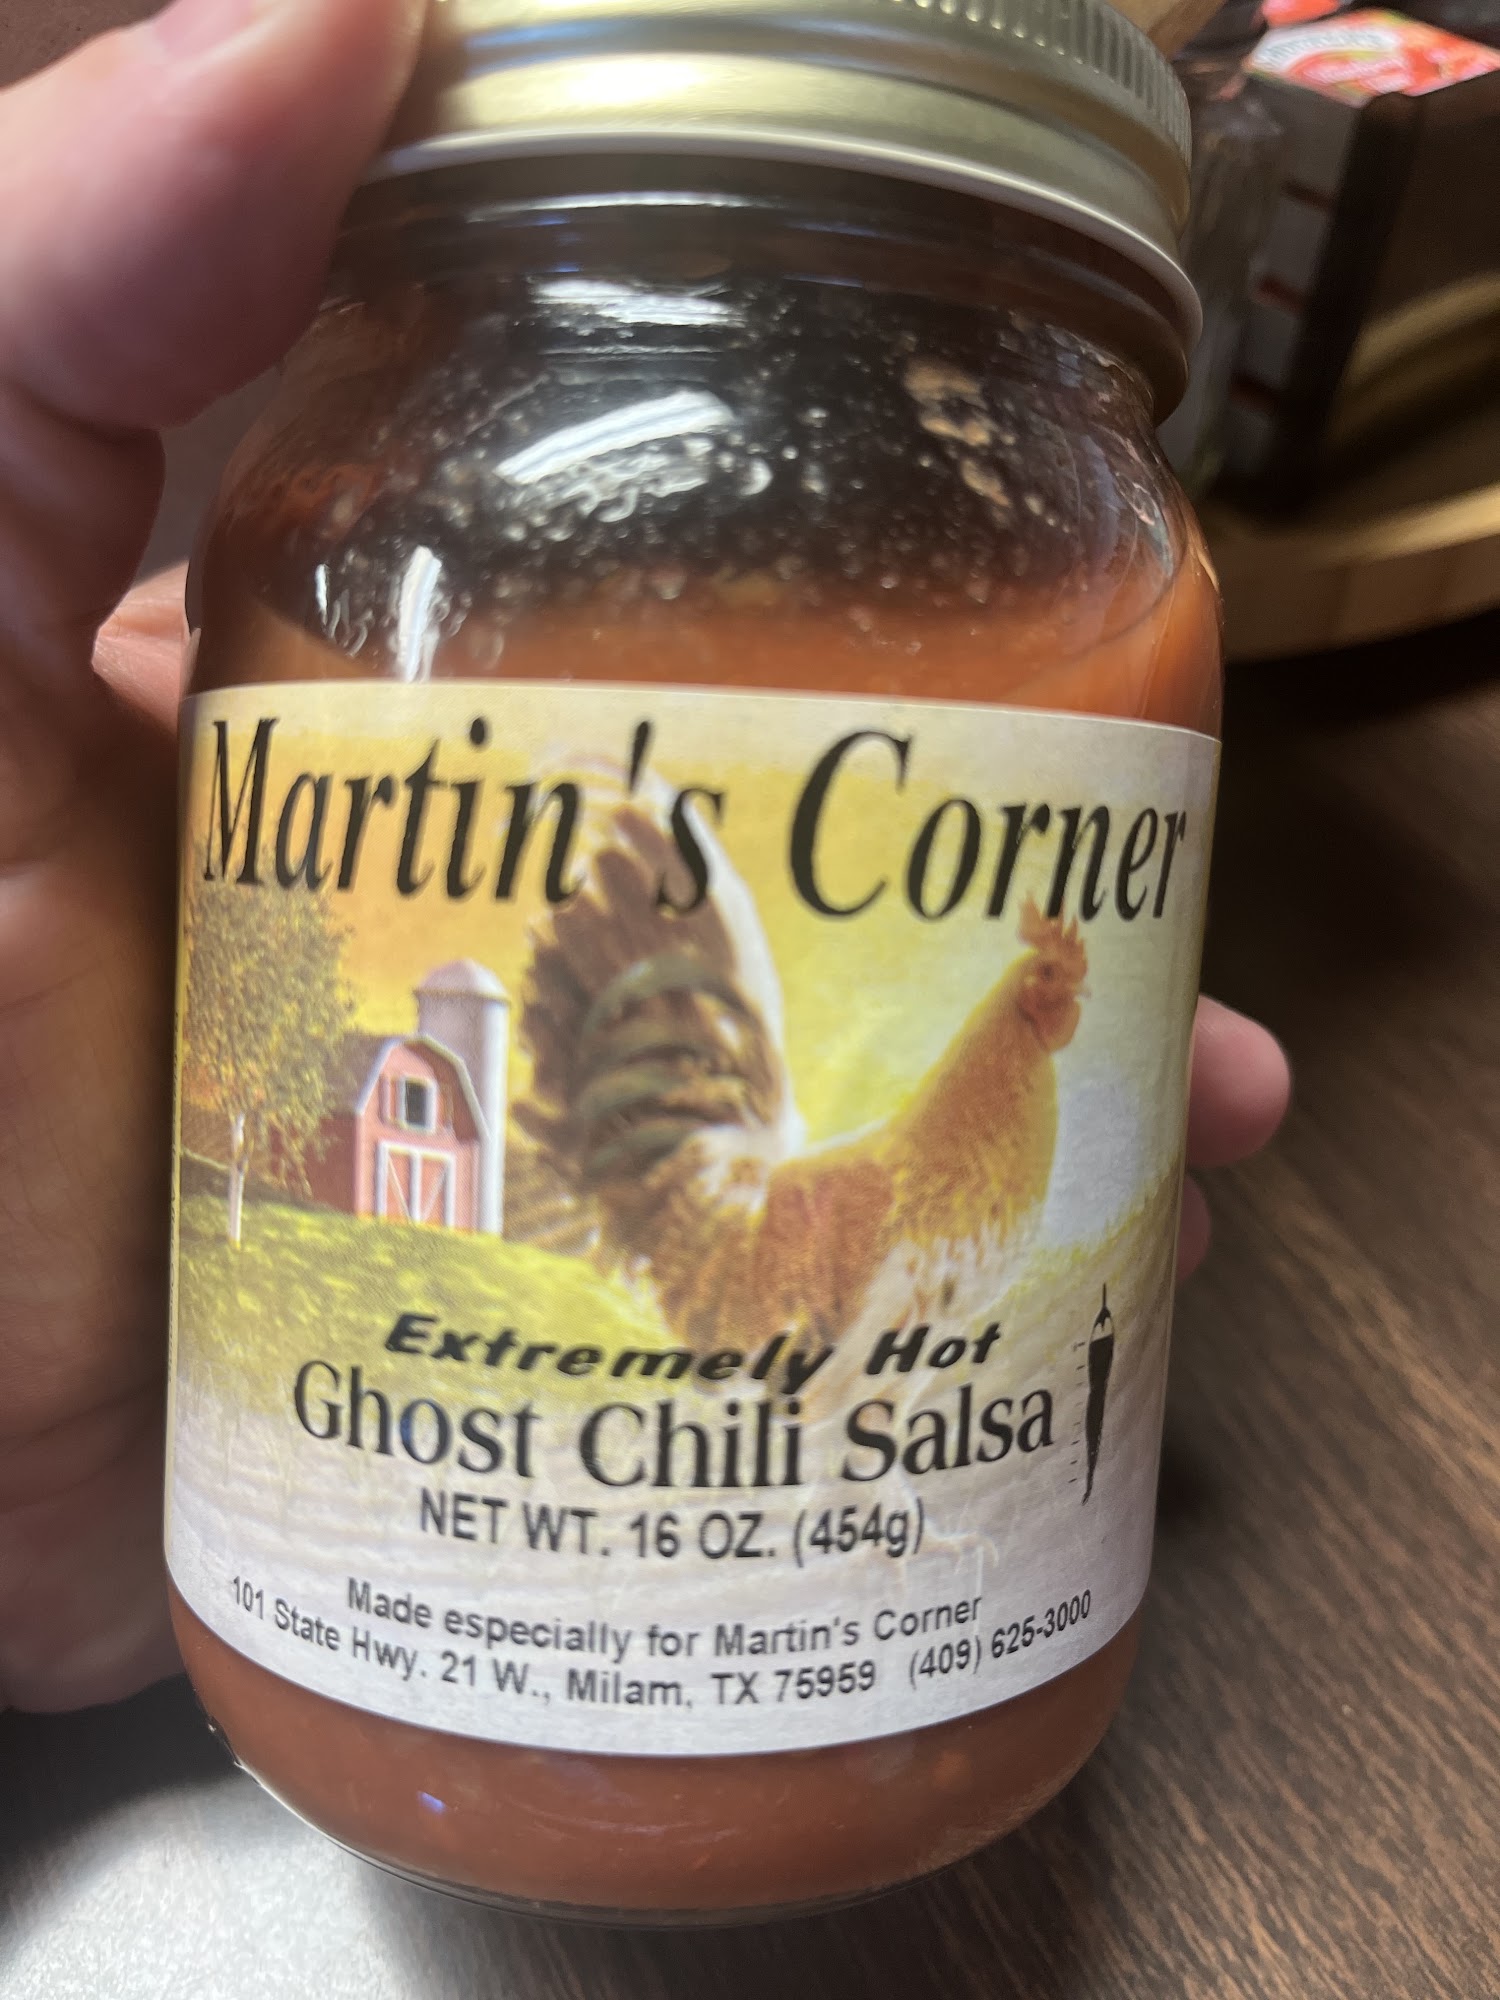 Martin's Corner
Extremely Hot
Ghost Chili Salsa
NET WT. 16 OZ. (454g)
Made especially for Martin's Corner
101 State Hwy. 21 W., Milam, TX 75959 (409) 625-3000